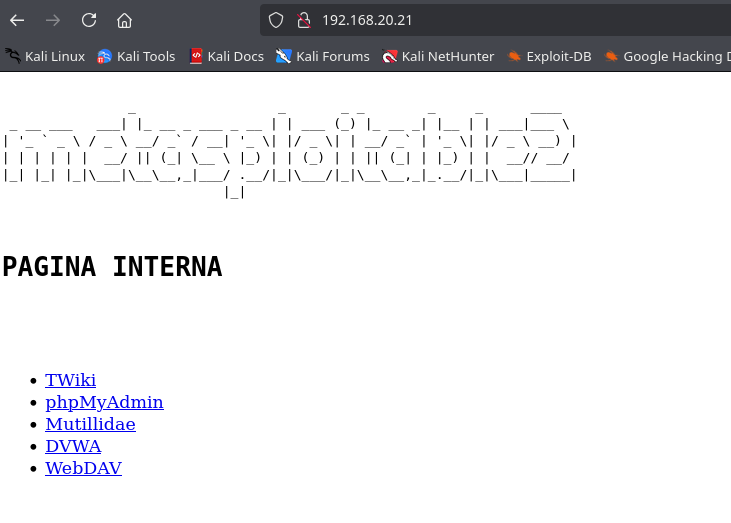 192.168.20.21
Kali Linux Kali Tools Kali Docs Kali Forums Kali NetHunter Exploit-DB Google Hacking D
metasploitable2
PAGINA INTERNA
TWiki
phpMyAdmin
Mutillidae
DVWA
WebDAV